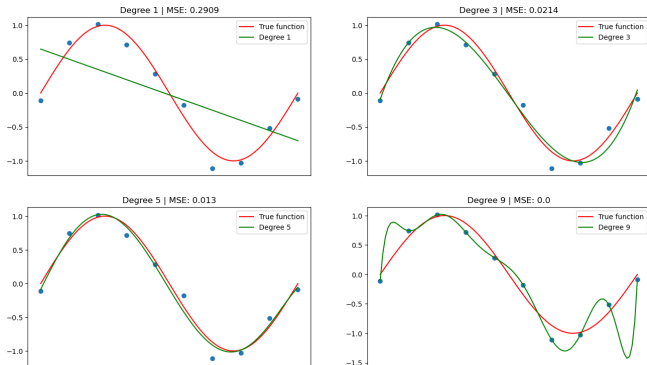 Degree 1 | MSE: 0.2909
True function
Degree 1
1.0
0.5
0.0
−0.5
−1.0
Degree 3 | MSE: 0.0214
True function
Degree 3
1.0
0.5
0.0
−0.5
−1.0
Degree 5 | MSE: 0.013
True function
Degree 5
1.0
0.5
0.0
−0.5
−1.0
Degree 9 | MSE: 0.0
True function
Degree 9
1.0
0.5
0.0
−0.5
−1.0
−1.5